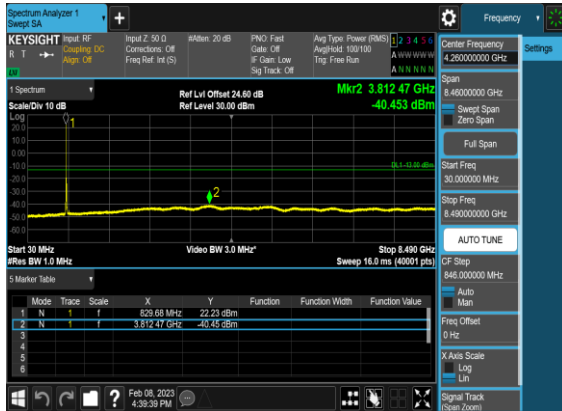 Spectrum Analyzer 1
Swept SA
+
Frequency
KEYSIGHT
R T
LNI
Input: RF
Coupling: DC
Align: Off
Input Z: 50 Ω
Corrections: Off
Freq Ref: Int (S)
#Atten: 20 dB
PNO: Fast
Gate: Off
IF Gain: Low
Sig Track: Off
Avg Type: Power (RMS)
Avg|Hold: 100/100
Trig: Free Run
1 2 3 4 5 6
A W W W W W
A N N N N N
1 Spectrum
Scale/Div 10 dB
Ref Lvl Offset 24.60 dB
Ref Level 30.00 dBm
Mkr2 3.812 47 GHz
-40.453 dBm
Log
20.0
10.0
0.00
-10.0
-20.0
-30.0
-40.0
-50.0
-60.0
1
DL1 -13.00 dBm
2
Start 30 MHz
#Res BW 1.0 MHz
Video BW 3.0 MHz*
Stop 8.490 GHz
Sweep 16.0 ms (40001 pts)
5 Marker Table
Mode Trace Scale X Y Function Function Width Function Value
1 N 1 f 829.68 MHz 22.23 dBm
2 N 1 f 3.812 47 GHz -40.45 dBm
3
4
5
6
Feb 08, 2023
4:39:39 PM
Center Frequency
4.260000000 GHz
Settings
Span
8.46000000 GHz
Swept Span
Zero Span
Full Span
Start Freq
30.000000 MHz
Stop Freq
8.490000000 GHz
AUTO TUNE
CF Step
846.000000 MHz
Auto
Man
Freq Offset
0 Hz
X Axis Scale
Log
Lin
Signal Track
(Span Zoom)